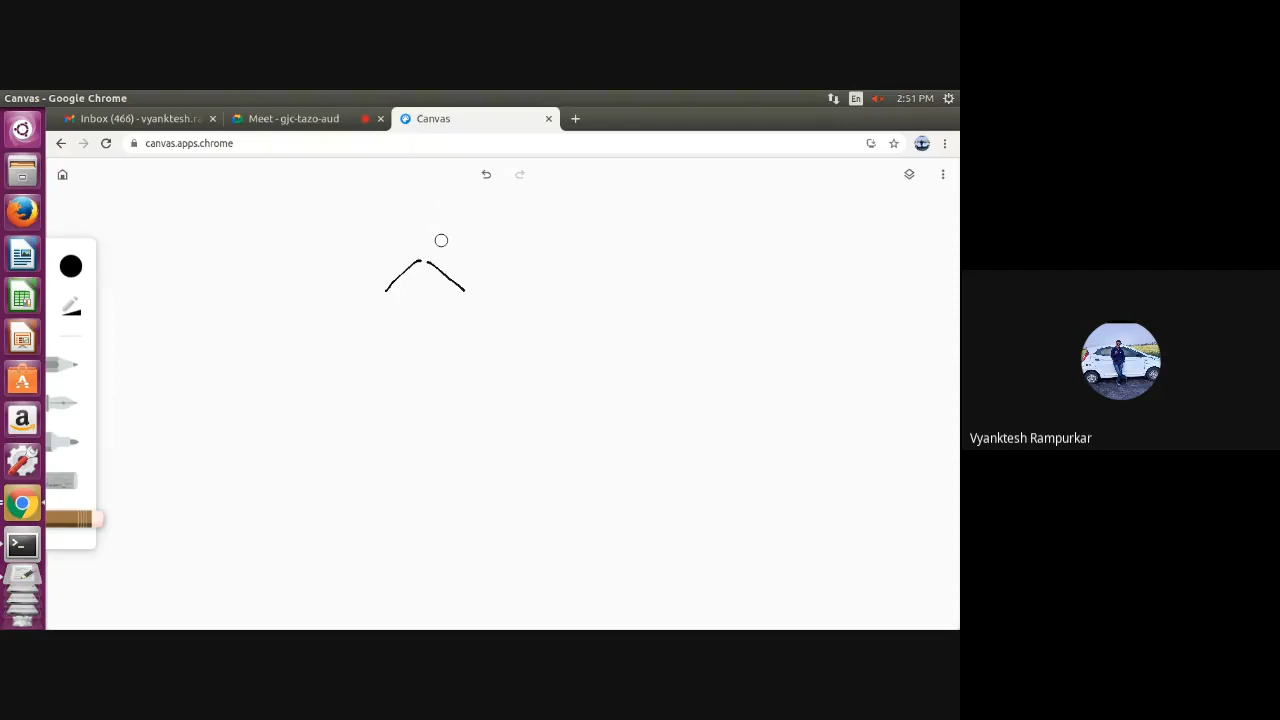 Canvas - Google Chrome
En
2:51 PM
Inbox (466) - vyanktesh.ra
Meet - gjc-tazo-aud
Canvas
canvas.apps.chrome
Vyanktesh Rampurkar